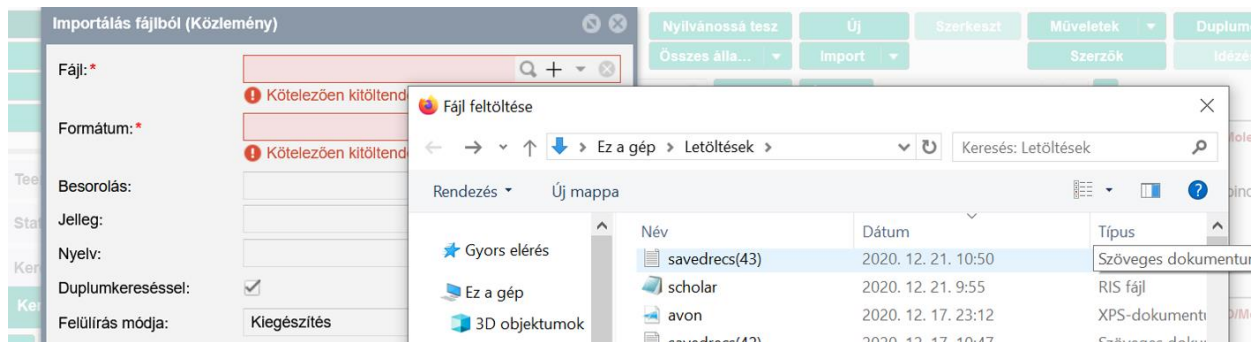 Importálás fájlból (Közlemény)
Nyilvánossá tesz Új Szerkeszt Műveletek
Összes álla... Import Szerzők
Fájl:*
Kötelezően kitöltend
Formátum:*
Kötelezően kitöltend
Besorolás:
Jelleg:
Nyelv:
Duplumkereséssel:
Felülírás módja: Kiegészítés
Fájl feltöltése
Ez a gép > Letöltések > Keresés: Letöltések
Rendezés Új mappa
Gyors elérés
Ez a gép
3D objektumok
Név Dátum Típus
savedrecs(43) 2020. 12. 21. 10:50 Szöveges dokumentum
scholar 2020. 12. 21. 9:55 RIS fájl
avon 2020. 12. 17. 23:12 XPS-dokument